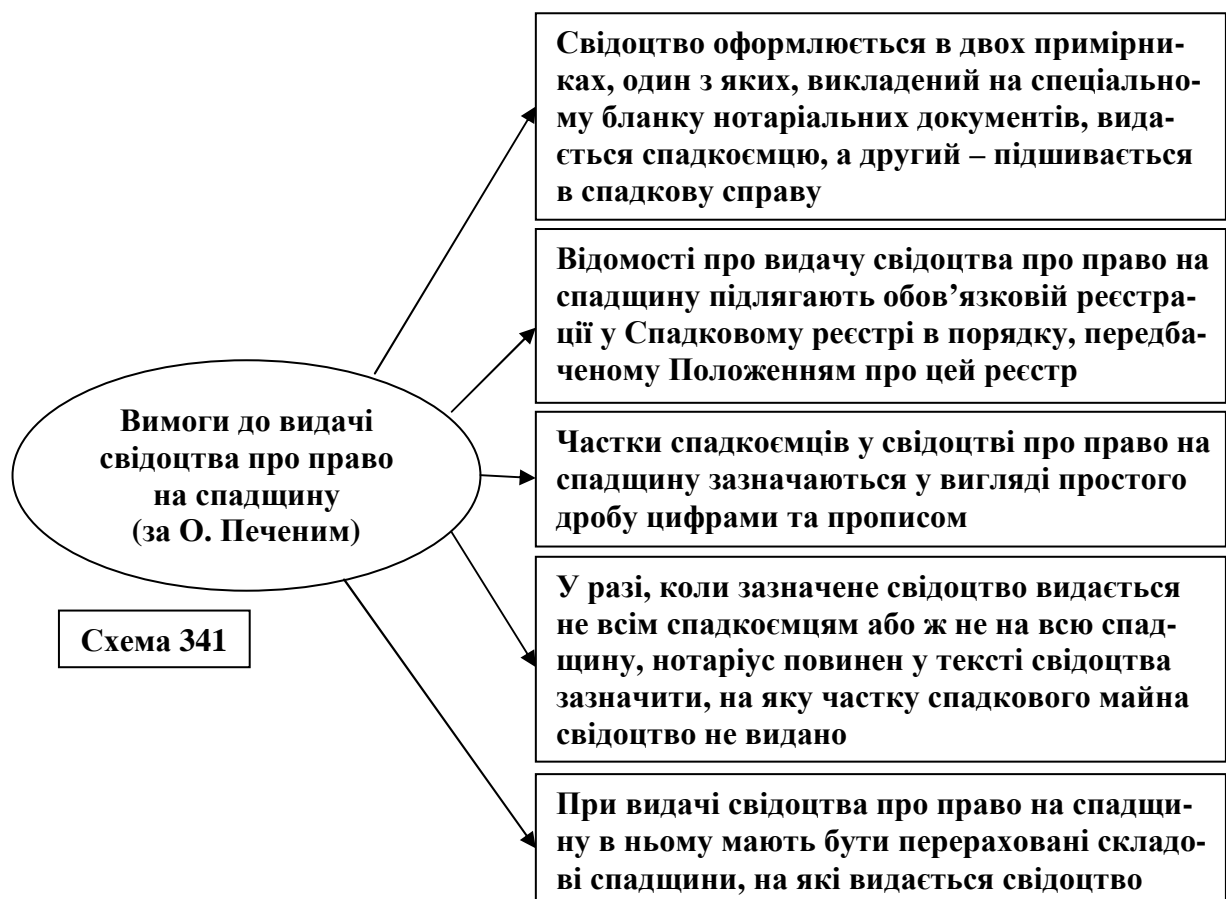 Свідоцтво оформлюється в двох примірни-
ках, один з яких, викладений на спеціально-
му бланку нотаріальних документів, вида-
ється спадкоємцю, а другий – підшивається
в спадкову справу
Відомості про видачу свідоцтва про право на
спадщину підлягають обов’язковій реєстра-
ції у Спадковому реєстрі в порядку, передба-
ченому Положенням про цей реєстр
Вимоги до видачі
свідоцтва про право
на спадщину
(за О. Печеним)
Частки спадкоємців у свідоцтві про право на
спадщину зазначаються у вигляді простого
дробу цифрами та прописом
У разі, коли зазначене свідоцтво видається
не всім спадкоємцям або ж не на всю спад-
щину, нотаріус повинен у тексті свідоцтва
зазначити, на яку частку спадкового майна
свідоцтво не видано
Схема 341
При видачі свідоцтва про право на спадщи-
ну в ньому мають бути перераховані складо-
ві спадщини, на які видається свідоцтво